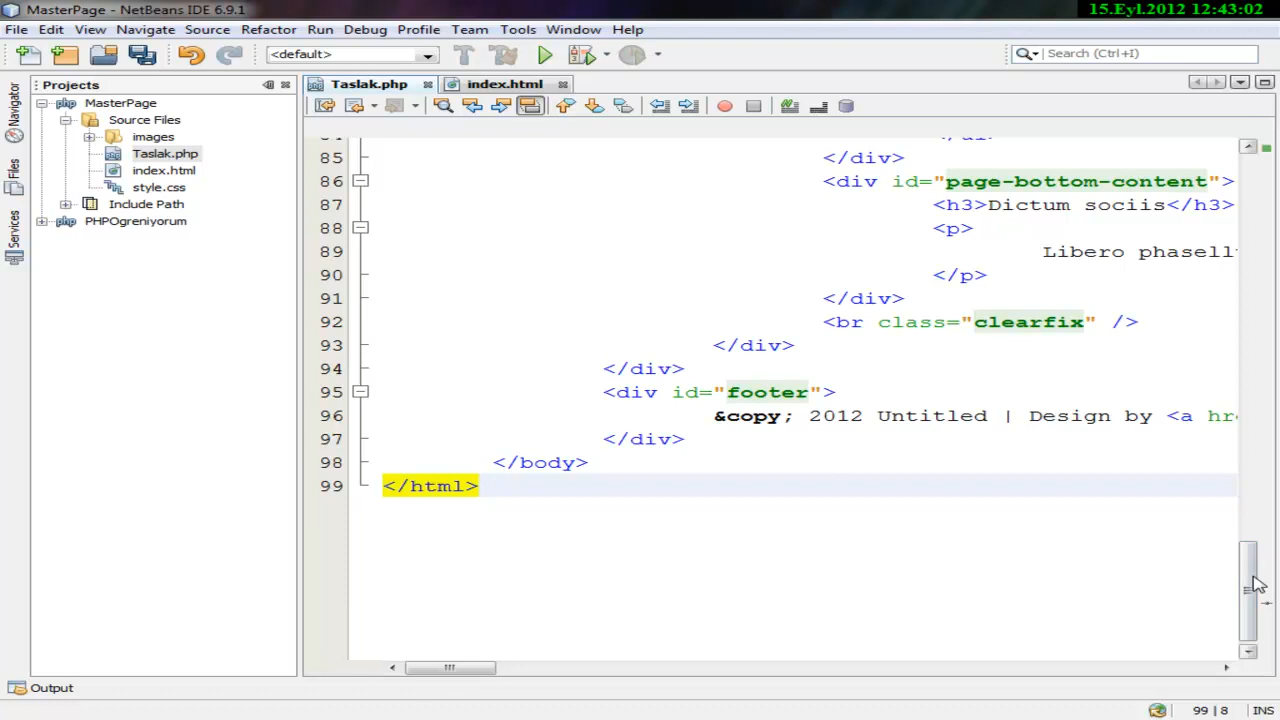 MasterPage - NetBeans IDE 6.9.1
15.Eyl.2012 12:43:02
File Edit View Navigate Source Refactor Run Debug Profile Team Tools Window Help
<default>
Search (Ctrl+I)
Navigator
Files
Services
Projects
MasterPage
Source Files
images
Taslak.php
index.html
style.css
Include Path
PHPOgreniyorum
Taslak.php index.html
85 </div>
86 <div id="page-bottom-content">
87 <h3>Dictum sociis</h3>
88 <p>
89 Libero phasell
90 </p>
91 </div>
92 <br class="clearfix" />
93 </div>
94 </div>
95 <div id="footer">
96 &copy; 2012 Untitled | Design by <a hr
97 </div>
98 </body>
99 </html>
Output
99 | 8 INS